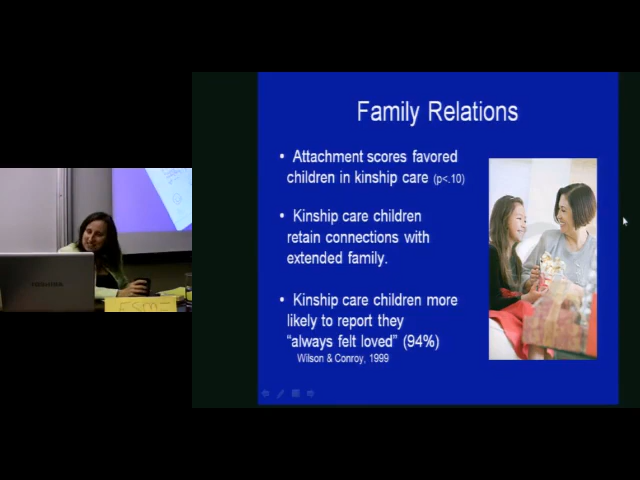 Family Relations
• Attachment scores favored
children in kinship care (p<.10)
• Kinship care children
retain connections with
extended family.
• Kinship care children more
likely to report they
“always felt loved” (94%)
Wilson & Conroy, 1999
TOSHIBA